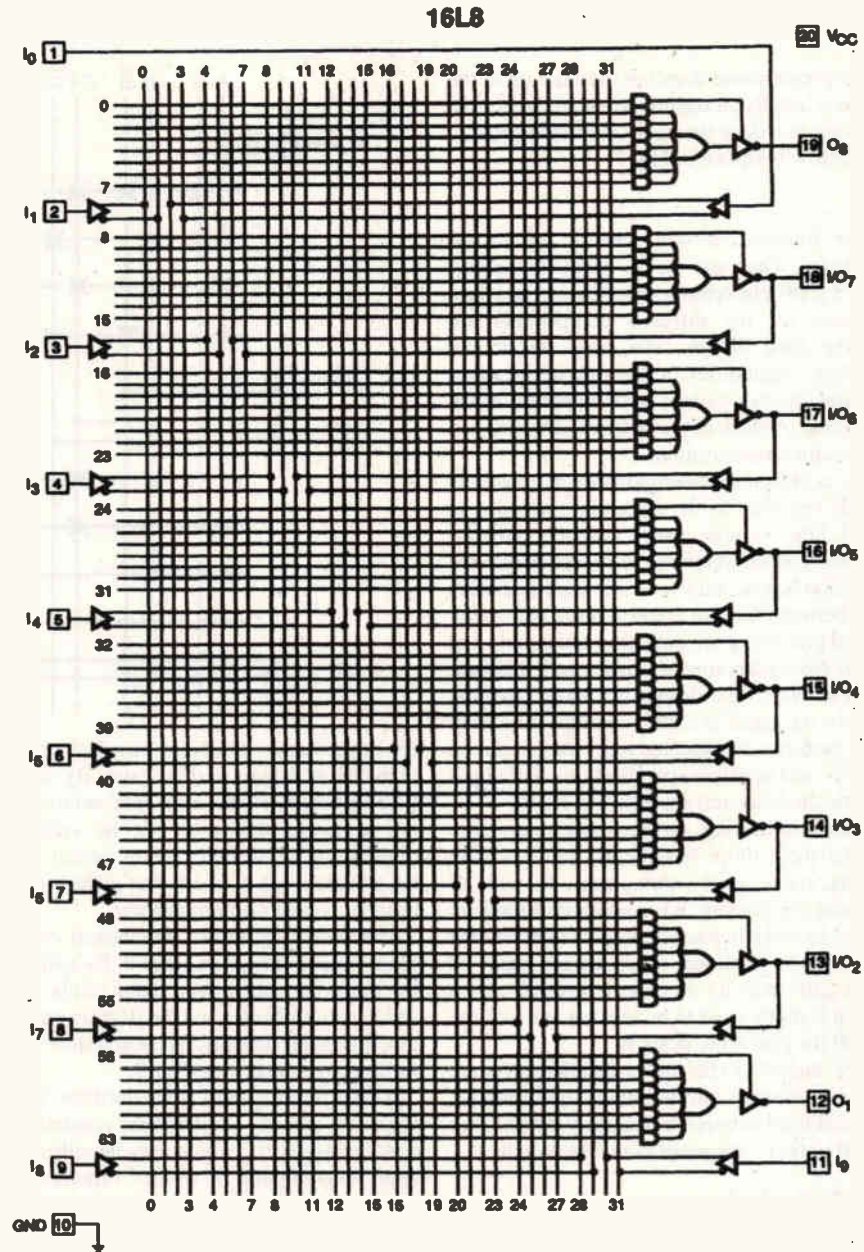 16L8
I0 1
20 VCC
0 3 4 7 8 11 12 15 16 19 20 23 24 27 28 31
0
19 O8
7
I1 2
8
18 I/O7
15
I2 3
16
17 I/O6
23
I3 4
24
16 I/O5
31
I4 5
32
15 I/O4
39
I5 6
40
14 I/O3
47
I6 7
48
13 I/O2
55
I7 8
56
12 O1
63
I8 9
11 I9
0 3 4 7 8 11 12 15 16 19 20 23 24 27 28 31
GND 10